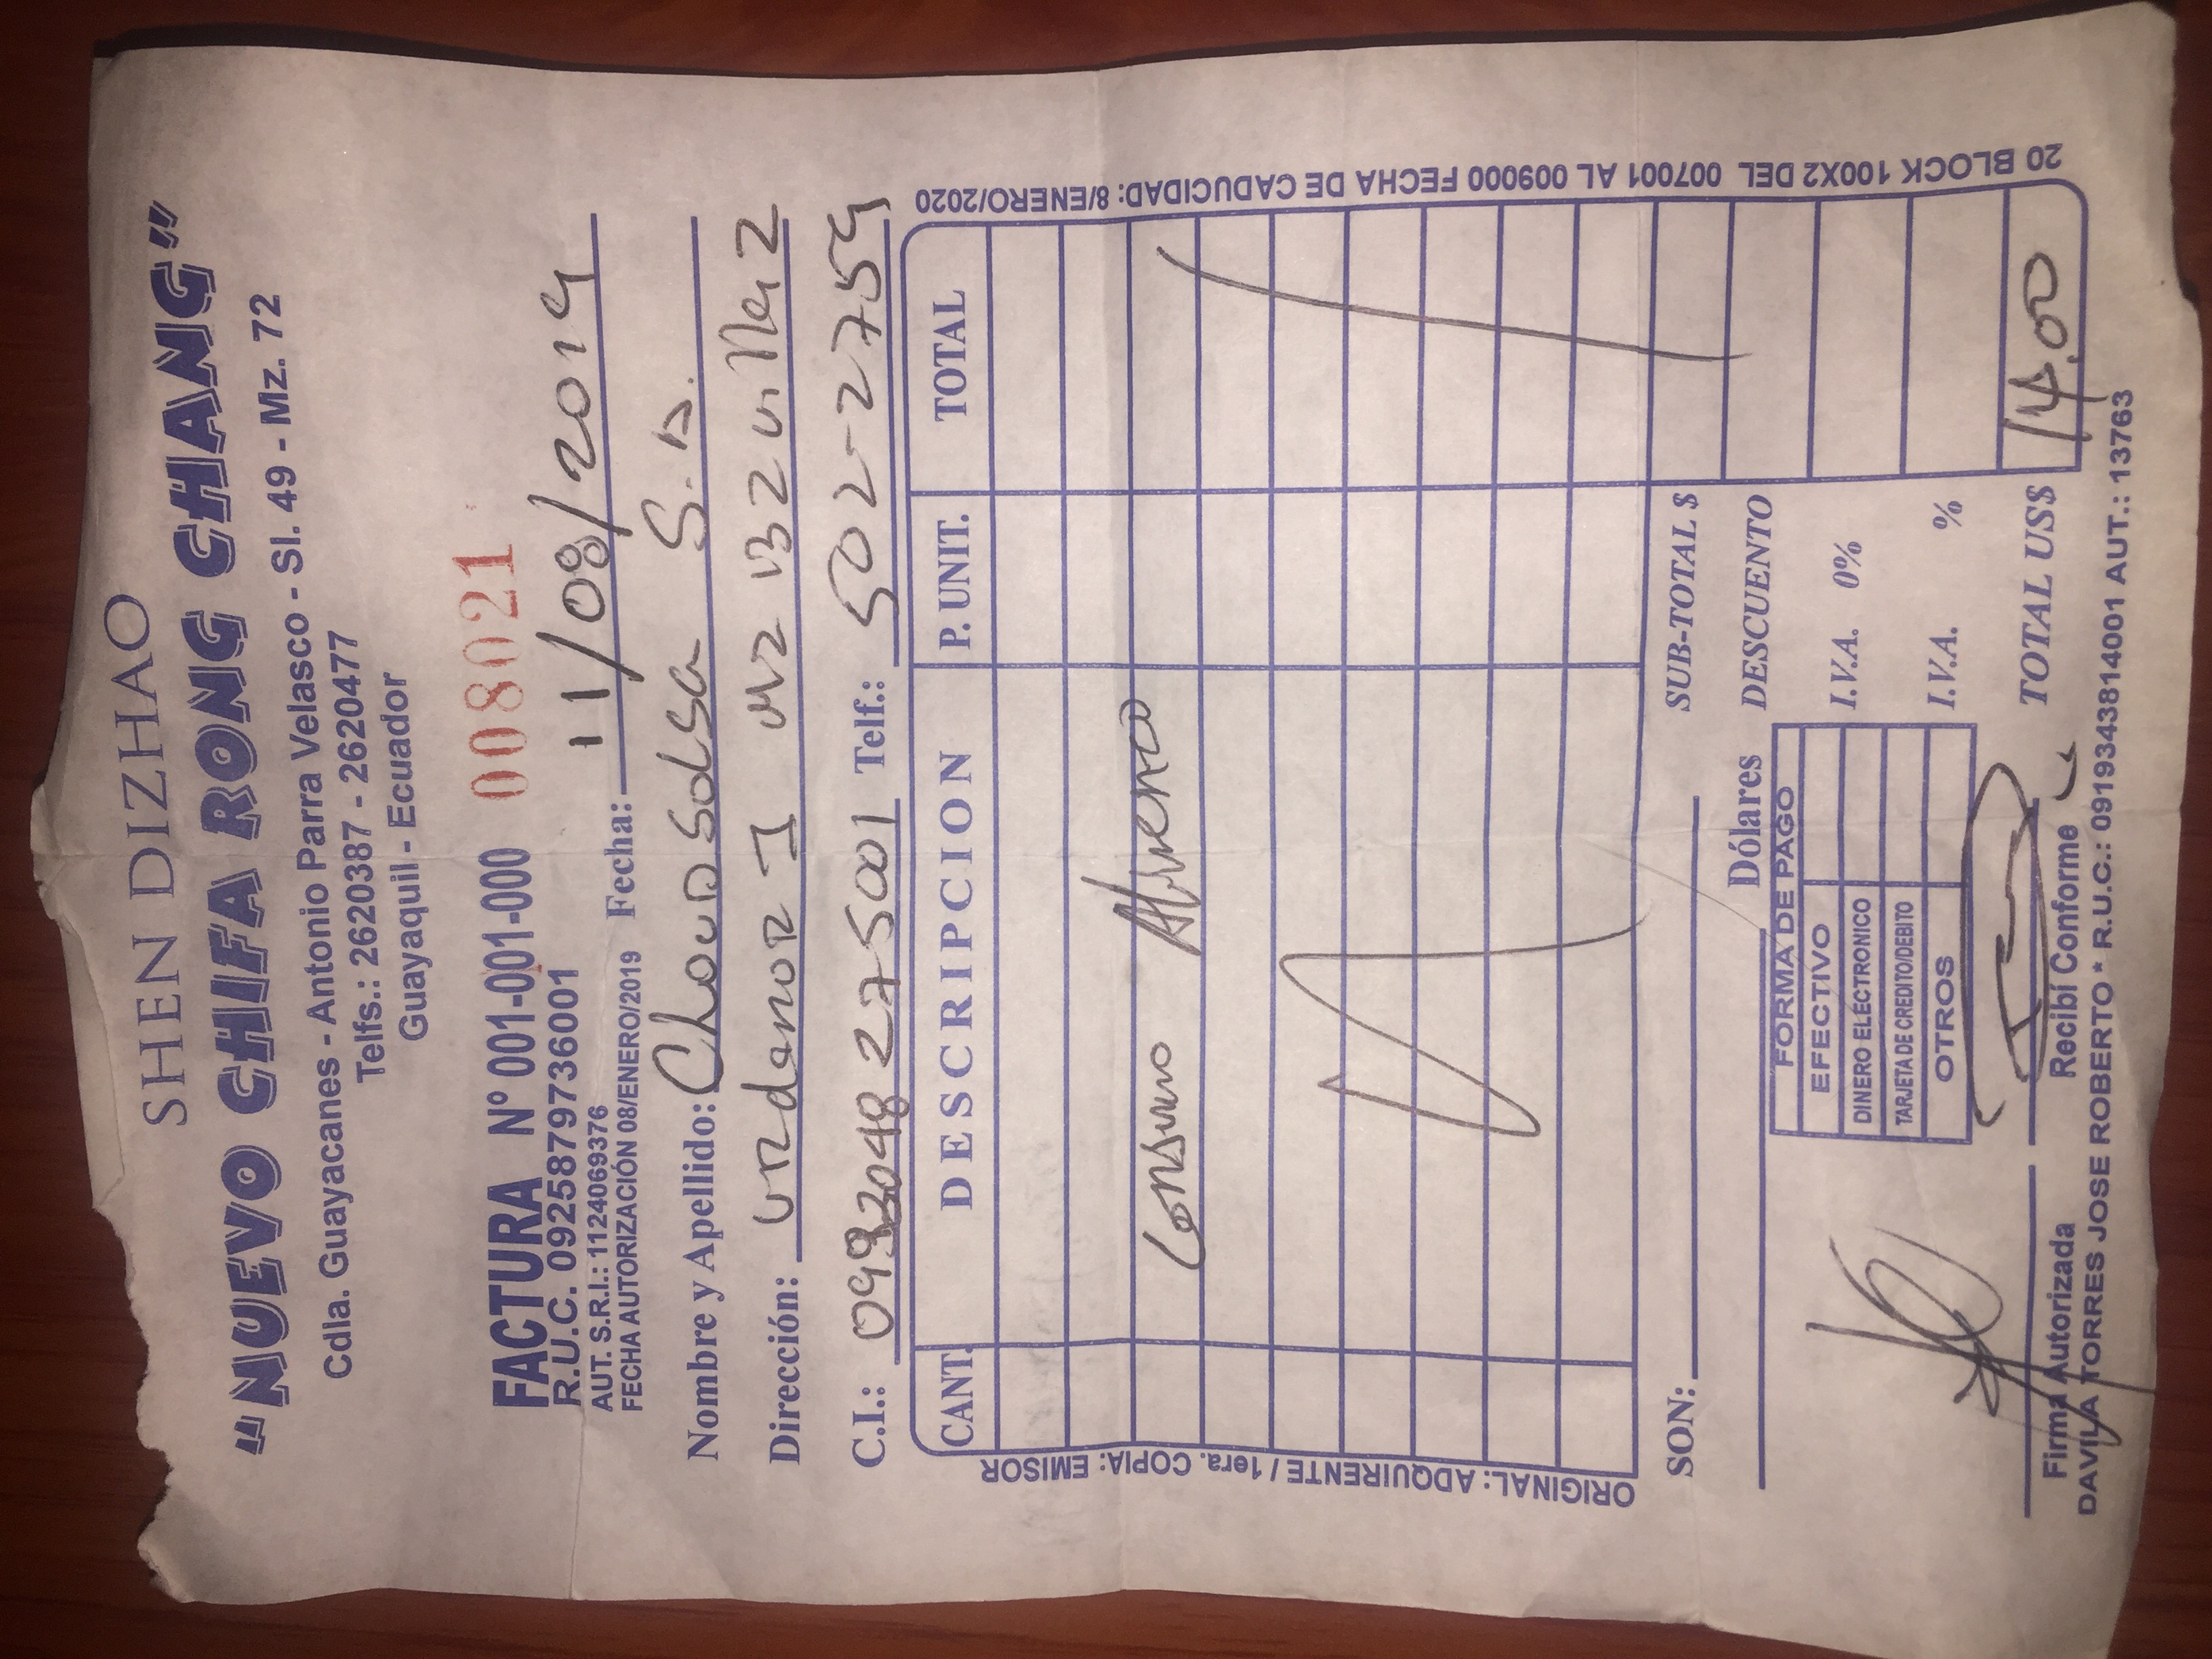 SHEN DIZHAO
"NUEVO CHIFA RONG CHANG"
Cdla. Guayacanes - Antonio Parra Velasco - Sl. 49 - Mz. 72
Telfs.: 2620387 - 2620477
Guayaquil - Ecuador
FACTURA N° 001-001-000 008021
R.U.C. 0925879736001
AUT. S.R.I.: 1124069376
FECHA AUTORIZACIÓN 08/ENERO/2019 Fecha: 11/08/2019
Nombre y Apellido: CLOUDSOLSA S.A.
Dirección: URdenoR I Mz 132 villa 2
C.I.: 0993048275001 Telf.: 502-2759
CANT. DESCRIPCION P. UNIT. TOTAL
Consumo
SON: SUB-TOTAL $
Dólares DESCUENTO
FORMA DE PAGO
EFECTIVO
I.V.A. 0%
DINERO ELECTRONICO
TARJETA DE CREDITO/DEBITO
OTROS
I.V.A. %
TOTAL US$ 14,00
Firma Autorizada Recibí Conforme
DAVILA TORRES JOSE ROBERTO * R.U.C.: 0919343814001 AUT.: 13763
ORIGINAL: ADQUIRENTE / 1era. COPIA: EMISOR
20 BLOCK 100X2 DEL 007001 AL 009000 FECHA DE CADUCIDAD: 8/ENERO/2020